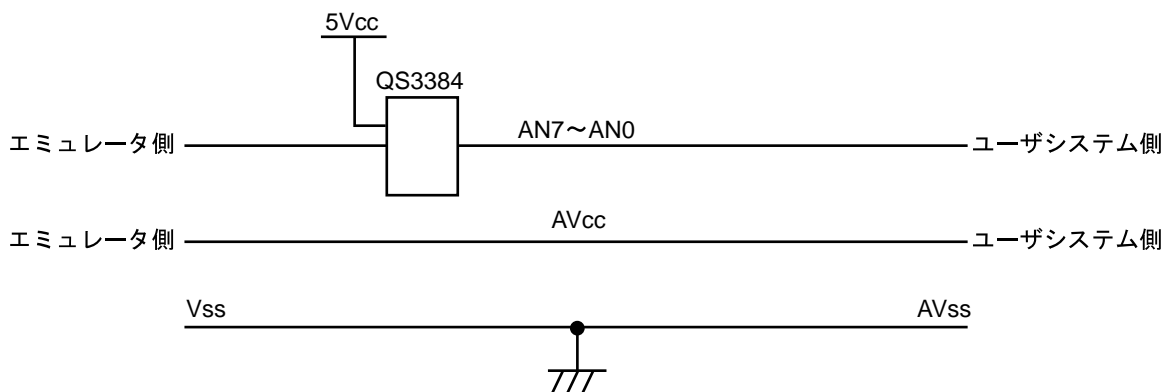 5Vcc
QS3384
エミュレータ側 AN7～AN0 ユーザシステム側
エミュレータ側 AVcc ユーザシステム側
Vss AVss